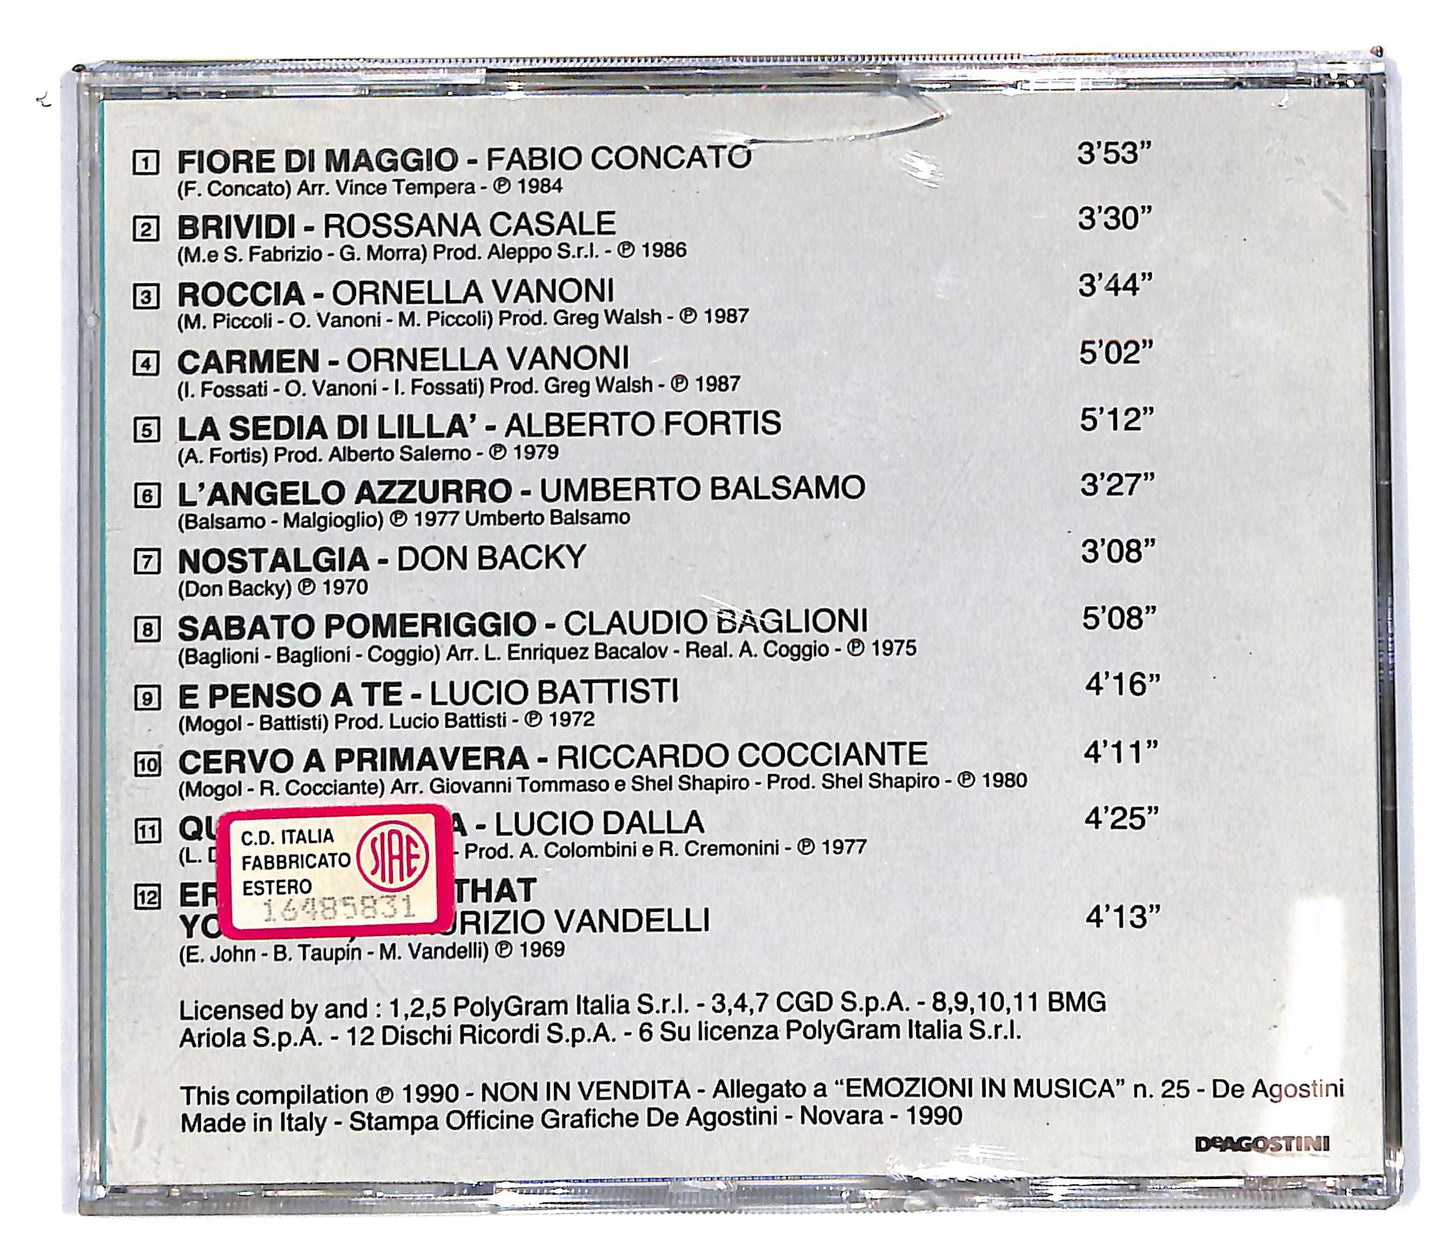 1 FIORE DI MAGGIO - FABIO CONCATO 3’53”
(F. Concato) Arr. Vince Tempera - ℗ 1984
2 BRIVIDI - ROSSANA CASALE 3’30”
(M.e S. Fabrizio - G. Morra) Prod. Aleppo S.r.l. - ℗ 1986
3 ROCCIA - ORNELLA VANONI 3’44”
(M. Piccoli - O. Vanoni - M. Piccoli) Prod. Greg Walsh - ℗ 1987
4 CARMEN - ORNELLA VANONI 5’02”
(I. Fossati - O. Vanoni - I. Fossati) Prod. Greg Walsh - ℗ 1987
5 LA SEDIA DI LILLA’ - ALBERTO FORTIS 5’12”
(A. Fortis) Prod. Alberto Salerno - ℗ 1979
6 L’ANGELO AZZURRO - UMBERTO BALSAMO 3’27”
(Balsamo - Malgioglio) ℗ 1977 Umberto Balsamo
7 NOSTALGIA - DON BACKY 3’08”
(Don Backy) ℗ 1970
8 SABATO POMERIGGIO - CLAUDIO BAGLIONI 5’08”
(Baglioni - Baglioni - Coggio) Arr. L. Enriquez Bacalov - Real. A. Coggio - ℗ 1975
9 E PENSO A TE - LUCIO BATTISTI 4’16”
(Mogol - Battisti) Prod. Lucio Battisti - ℗ 1972
10 CERVO A PRIMAVERA - RICCARDO COCCIANTE 4’11”
(Mogol - R. Cocciante) Arr. Giovanni Tommaso e Shel Shapiro - Prod. Shel Shapiro - ℗ 1980
11 - LUCIO DALLA 4’25”
(L. - Prod. A. Colombini e R. Cremonini - ℗ 1977
12 THAT
VANDELLI 4’13”
(E. John - B. Taupin - M. Vandelli) ℗ 1969
C.D. ITALIA
FABBRICATO
ESTERO
SIAE
16485831
Licensed by and : 1,2,5 PolyGram Italia S.r.l. - 3,4,7 CGD S.p.A. - 8,9,10,11 BMG
Ariola S.p.A. - 12 Dischi Ricordi S.p.A. - 6 Su licenza PolyGram Italia S.r.l.
This compilation ℗ 1990 - NON IN VENDITA - Allegato a “EMOZIONI IN MUSICA” n. 25 - De Agostini
Made in Italy - Stampa Officine Grafiche De Agostini - Novara - 1990
DeAGOSTINI